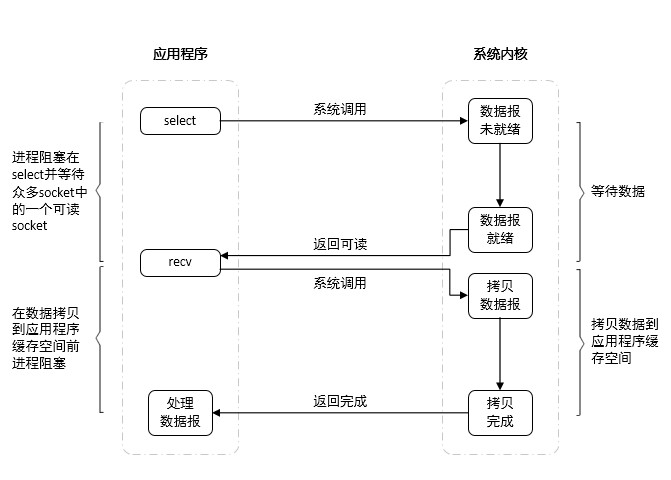 应用程序
系统内核
select
系统调用
数据报
未就绪
进程阻塞在
select并等待
众多socket中
的一个可读
socket
等待数据
数据报
就绪
返回可读
recv
系统调用
拷贝
数据报
在数据拷贝
到应用程序
缓存空间前
进程阻塞
拷贝数据到
应用程序缓
存空间
处理
数据报
返回完成
拷贝
完成